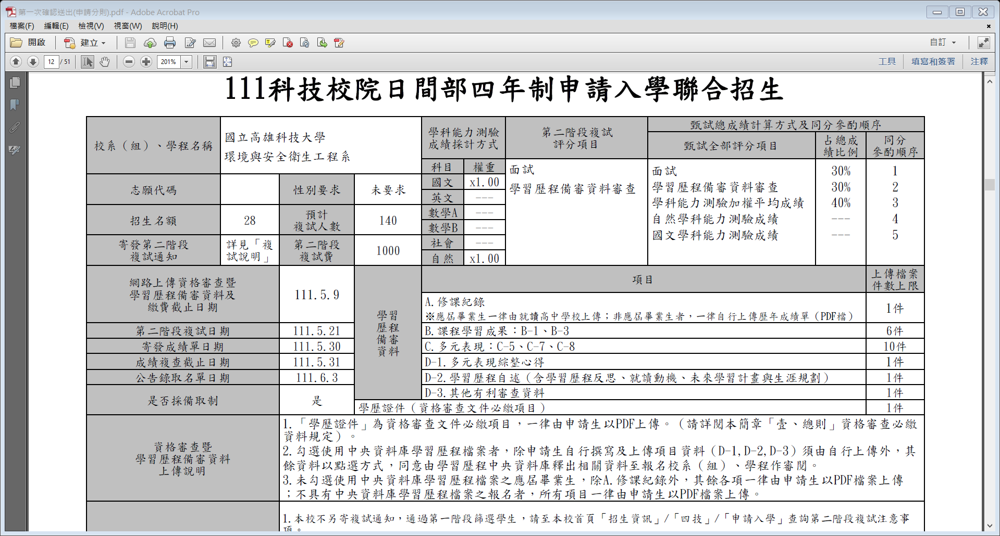 第一次確認送出(申請分則).pdf - Adobe Acrobat Pro
檔案(F) 編輯(E) 檢視(V) 視窗(W) 說明(H)
開啟 建立 自訂
12 / 51 201% 工具 填寫和簽署 注釋
111科技校院日間部四年制申請入學聯合招生
校系（組）、學程名稱
國立高雄科技大學
環境與安全衛生工程系
志願代碼
性別要求 未要求
招生名額 28
預計
複試人數
140
寄發第二階段
複試通知
詳見「複
試說明」
第二階段
複試費
1000
學科能力測驗
成績採計方式
科目 權重
國文 x1.00
英文 ---
數學A ---
數學B ---
社會 ---
自然 x1.00
第二階段複試
評分項目
面試
學習歷程備審資料審查
甄試總成績計算方式及同分參酌順序
甄試全部評分項目
占總成
績比例
同分
參酌順序
面試 30% 1
學習歷程備審資料審查 30% 2
學科能力測驗加權平均成績 40% 3
自然學科能力測驗成績 --- 4
國文學科能力測驗成績 --- 5
網路上傳資格審查暨
學習歷程備審資料及
繳費截止日期
111.5.9
第二階段複試日期 111.5.21
寄發成績單日期 111.5.30
成績複查截止日期 111.5.31
公告錄取名單日期 111.6.3
是否採備取制 是
學習
歷程
備審
資料
項目
上傳檔案
件數上限
A.修課紀錄
※應屆畢業生一律由就讀高中學校上傳；非應屆畢業生者，一律自行上傳歷年成績單（PDF檔）
1件
B.課程學習成果：B-1、B-3 6件
C.多元表現：C-5、C-7、C-8 10件
D-1.多元表現綜整心得 1件
D-2.學習歷程自述（含學習歷程反思、就讀動機、未來學習計畫與生涯規劃） 1件
D-3.其他有利審查資料 1件
學歷證件（資格審查文件必繳項目） 1件
資格審查暨
學習歷程備審資料
上傳說明
1.「學歷證件」為資格審查文件必繳項目，一律由申請生以PDF上傳。（請詳閱本簡章「壹、總則」資格審查必繳
資料規定）。
2.勾選使用中央資料庫學習歷程檔案者，除申請生自行撰寫及上傳項目資料（D-1,D-2,D-3）須由自行上傳外，其
餘資料以點選方式，同意由學習歷程中央資料庫釋出相關資料至報名校系（組）、學程作審閱。
3.未勾選使用中央資料庫學習歷程檔案之應屆畢業生，除A.修課紀錄外，其餘各項一律由申請生以PDF檔案上傳
；不具有中央資料庫學習歷程檔案之報名者，所有項目一律由申請生以PDF檔案上傳。
1.本校不另寄複試通知，通過第一階段篩選學生，請至本校首頁「招生資訊」/「四技」/「申請入學」查詢第二階段複試注意事
項。